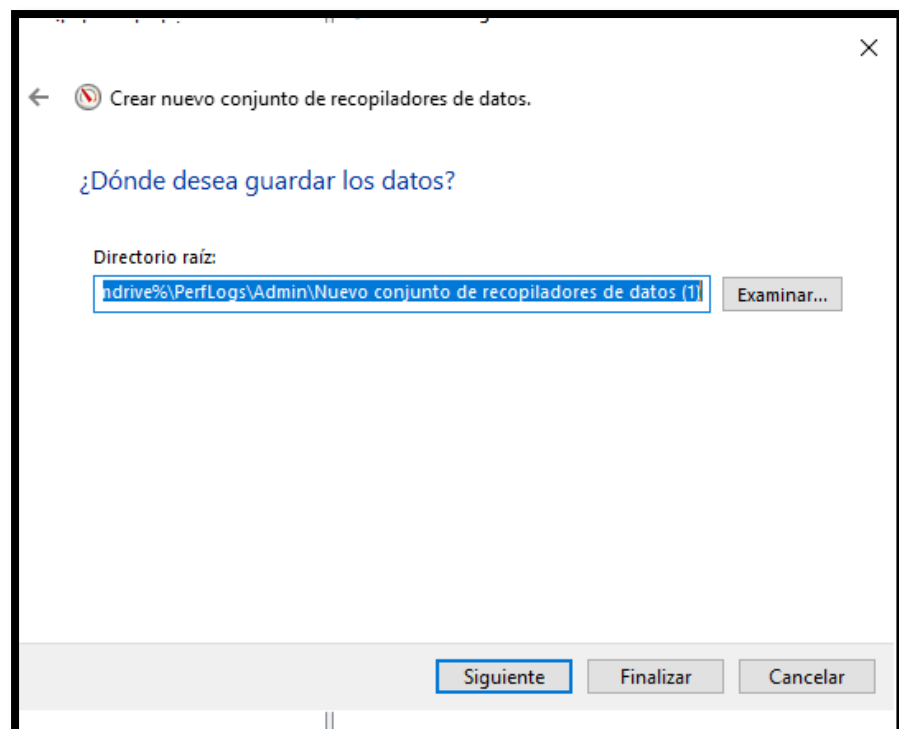 Crear nuevo conjunto de recopiladores de datos.
¿Dónde desea guardar los datos?
Directorio raíz:
ndrive%\PerfLogs\Admin\Nuevo conjunto de recopiladores de datos (1)
Examinar...
Siguiente
Finalizar
Cancelar